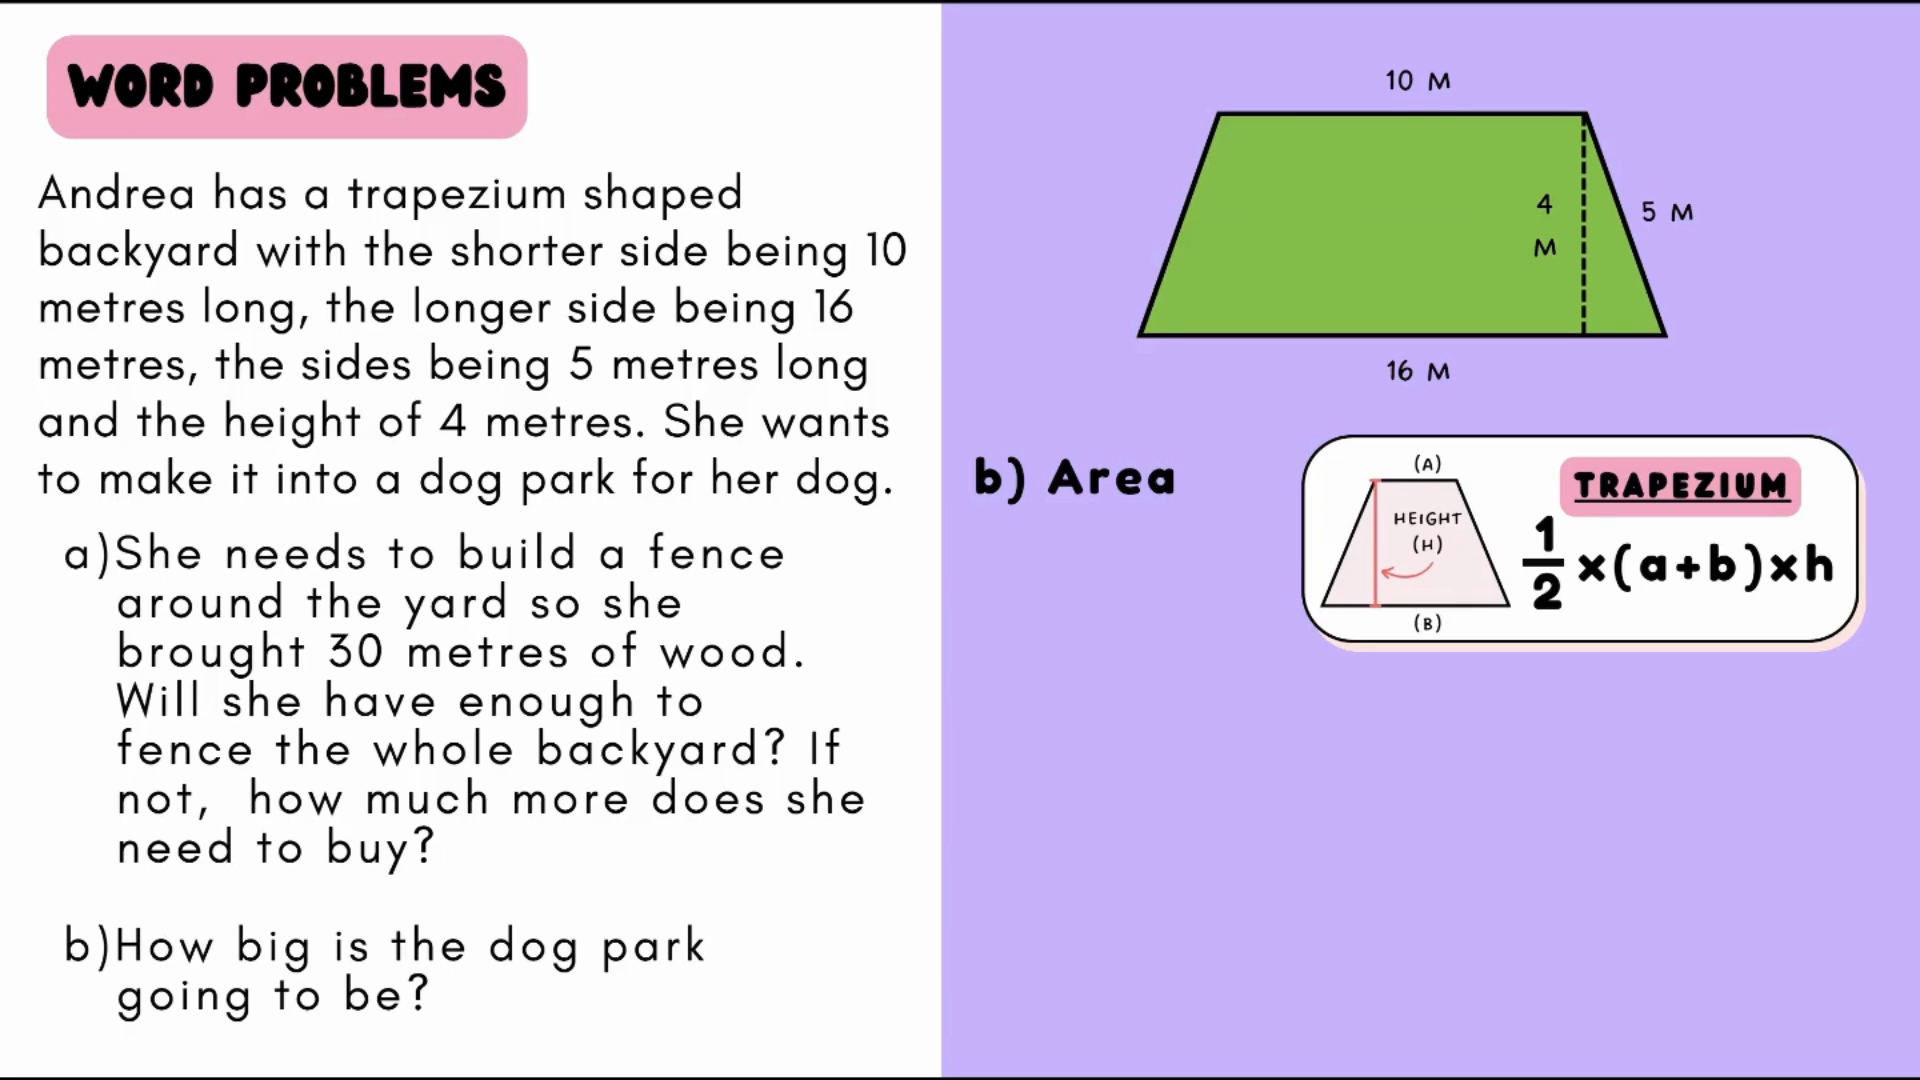 WORD PROBLEMS
Andrea has a trapezium shaped
backyard with the shorter side being 10
metres long, the longer side being 16
metres, the sides being 5 metres long
and the height of 4 metres. She wants
to make it into a dog park for her dog.
a)She needs to build a fence
around the yard so she
brought 30 metres of wood.
Will she have enough to
fence the whole backyard? If
not, how much more does she
need to buy?
b)How big is the dog park
going to be?
10 M
4
M
5 M
16 M
b) Area
(A)
HEIGHT
(H)
(B)
TRAPEZIUM
1/2 x(a+b)xh